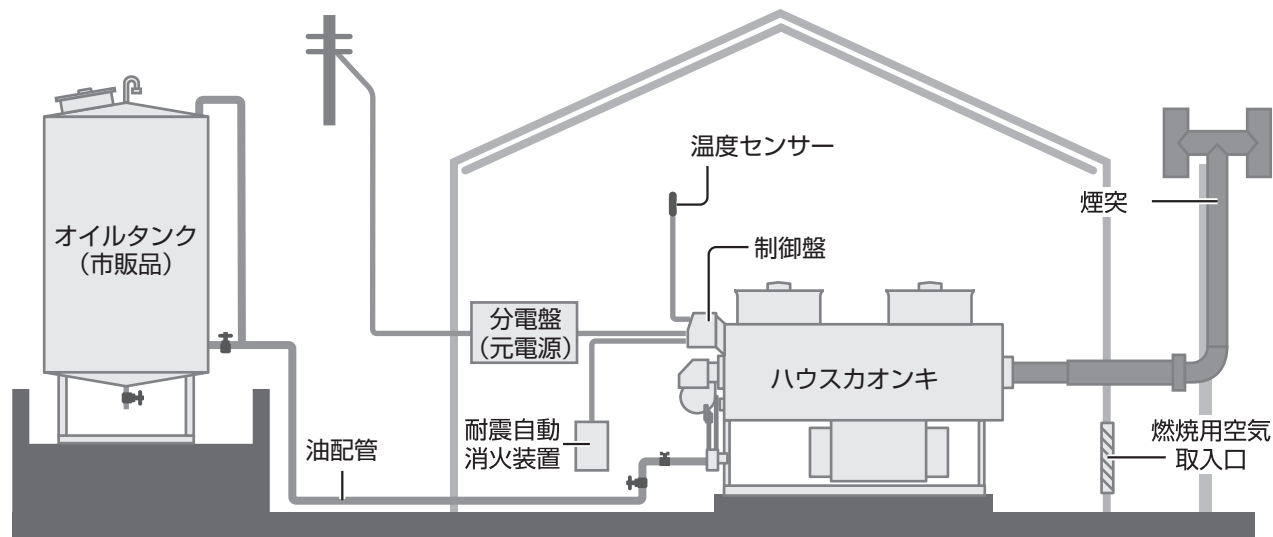 オイルタンク
（市販品）
温度センサー
制御盤
煙突
分電盤
（元電源）
ハウスカオンキ
耐震自動
消火装置
油配管
燃焼用空気
取入口